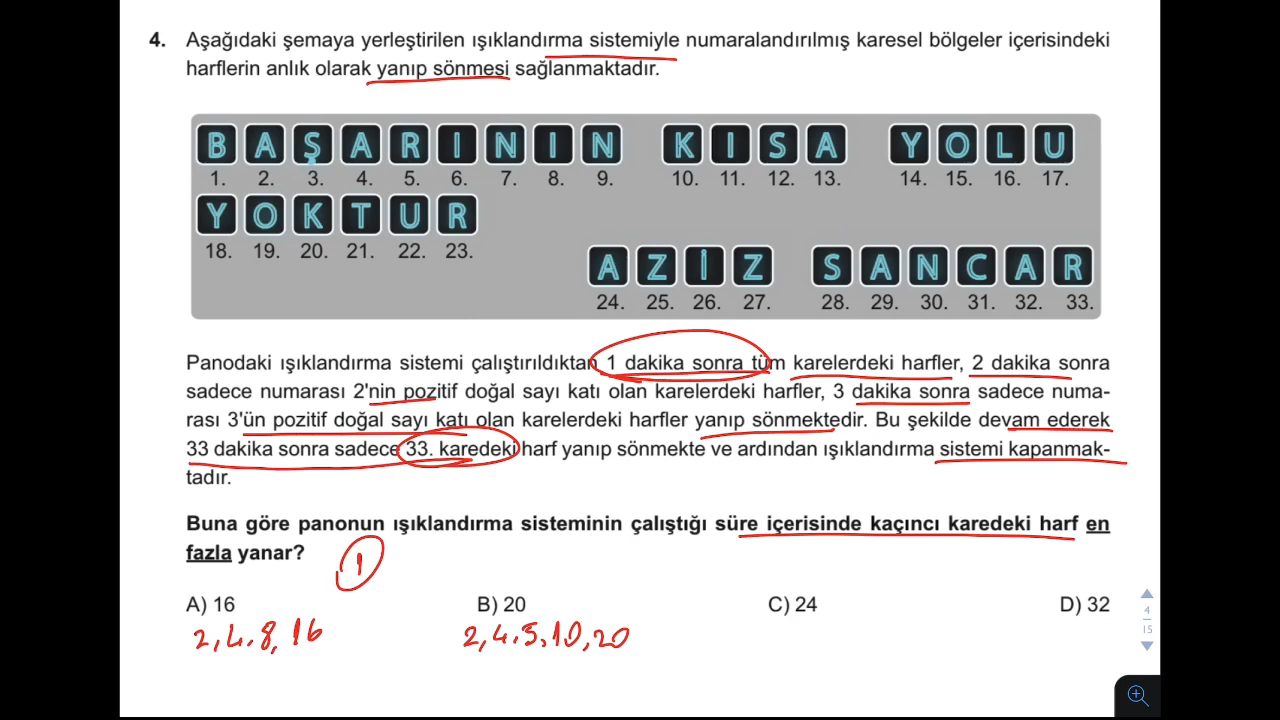 4. Aşağıdaki şemaya yerleştirilen ışıklandırma sistemiyle numaralandırılmış karesel bölgeler içerisindeki
harflerin anlık olarak yanıp sönmesi sağlanmaktadır.
B A Ş A R I N I N K I S A Y O L U
1. 2. 3. 4. 5. 6. 7. 8. 9. 10. 11. 12. 13. 14. 15. 16. 17.
Y O K T U R
18. 19. 20. 21. 22. 23.
A Z İ Z S A N C A R
24. 25. 26. 27. 28. 29. 30. 31. 32. 33.
Panodaki ışıklandırma sistemi çalıştırıldıktan 1 dakika sonra tüm karelerdeki harfler, 2 dakika sonra
sadece numarası 2'nin pozitif doğal sayı katı olan karelerdeki harfler, 3 dakika sonra sadece numa-
rası 3'ün pozitif doğal sayı katı olan karelerdeki harfler yanıp sönmektedir. Bu şekilde devam ederek
33 dakika sonra sadece 33. karedeki harf yanıp sönmekte ve ardından ışıklandırma sistemi kapanmak-
tadır.
Buna göre panonun ışıklandırma sisteminin çalıştığı süre içerisinde kaçıncı karedeki harf en
fazla yanar?
1
A) 16 B) 20 C) 24 D) 32
2, 4, 8, 16 2, 4, 5, 10, 20
4
15